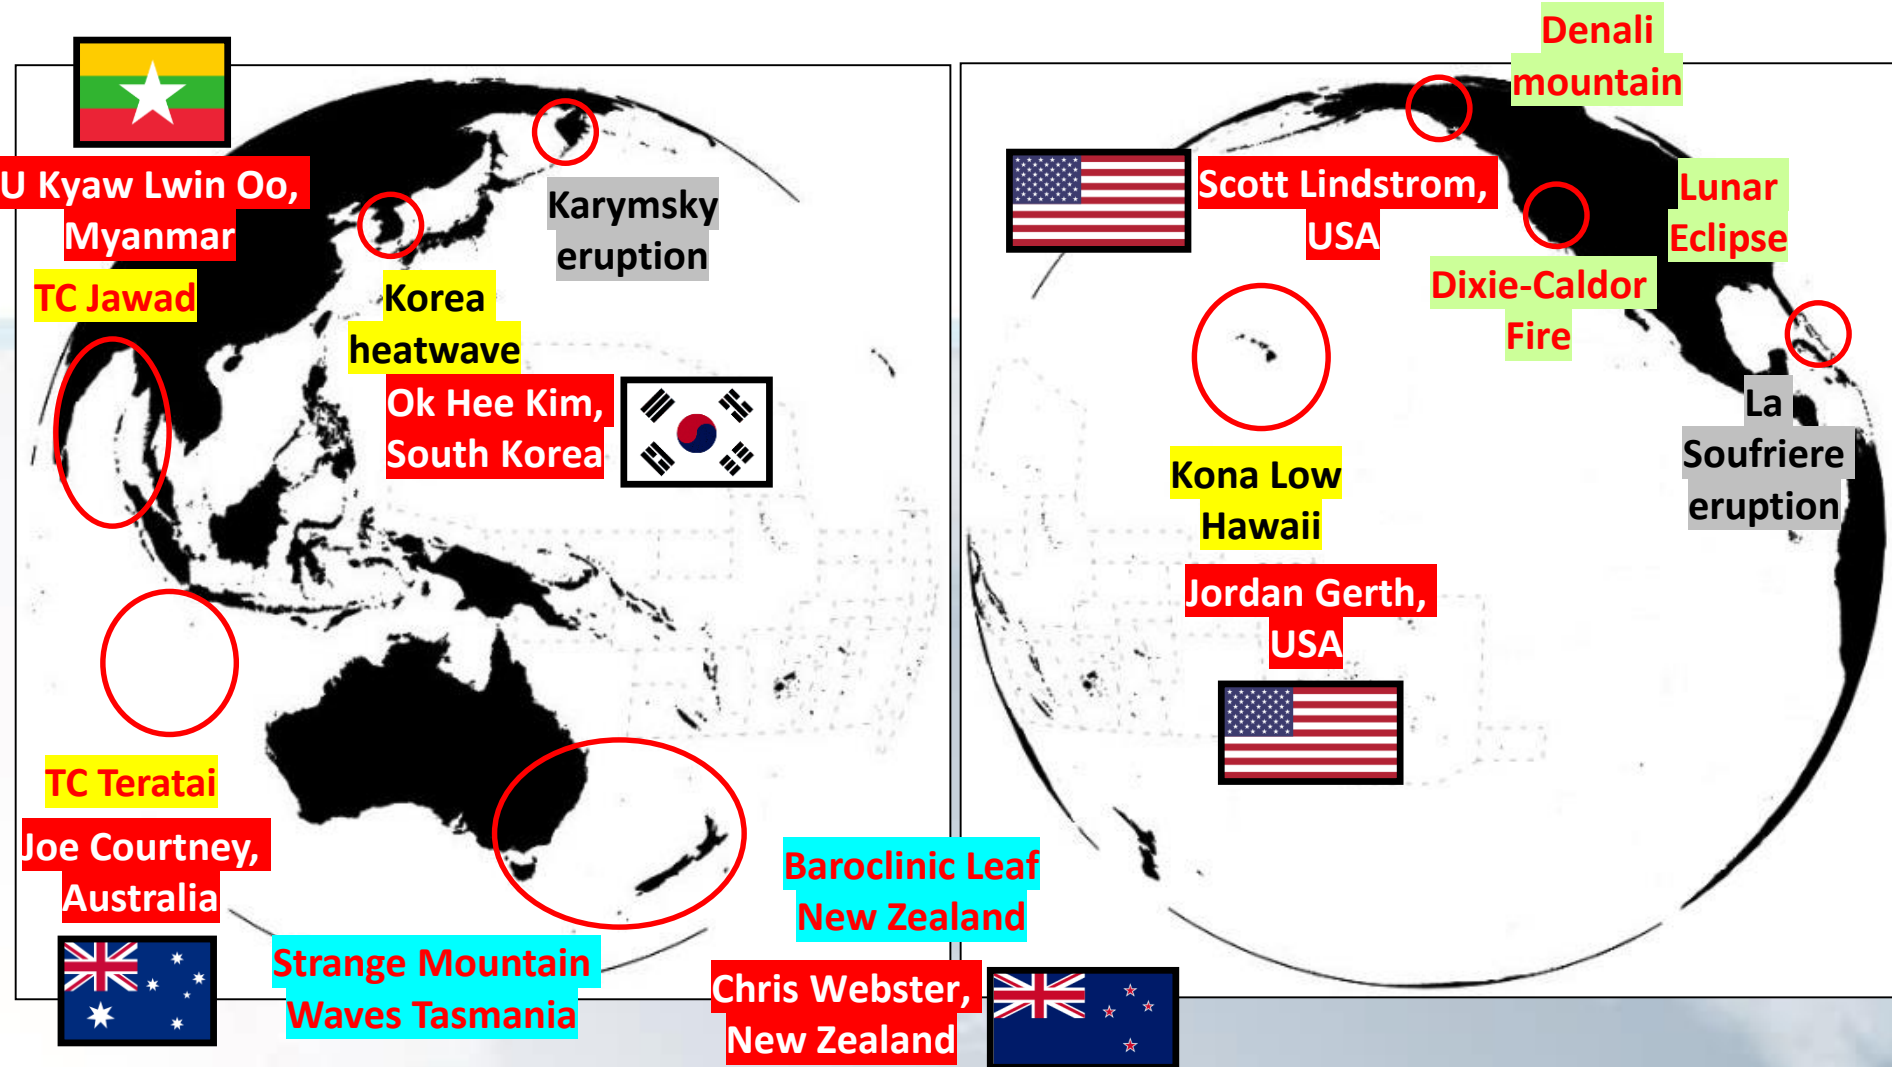 U Kyaw Lwin Oo,
Myanmar
TC Jawad
Karymsky
eruption
Korea
heatwave
Ok Hee Kim,
South Korea
TC Teratai
Joe Courtney,
Australia
Strange Mountain
Waves Tasmania
Baroclinic Leaf
New Zealand
Chris Webster,
New Zealand
Denali
mountain
Scott Lindstrom,
USA
Lunar
Eclipse
Dixie-Caldor
Fire
La
Soufriere
eruption
Kona Low
Hawaii
Jordan Gerth,
USA